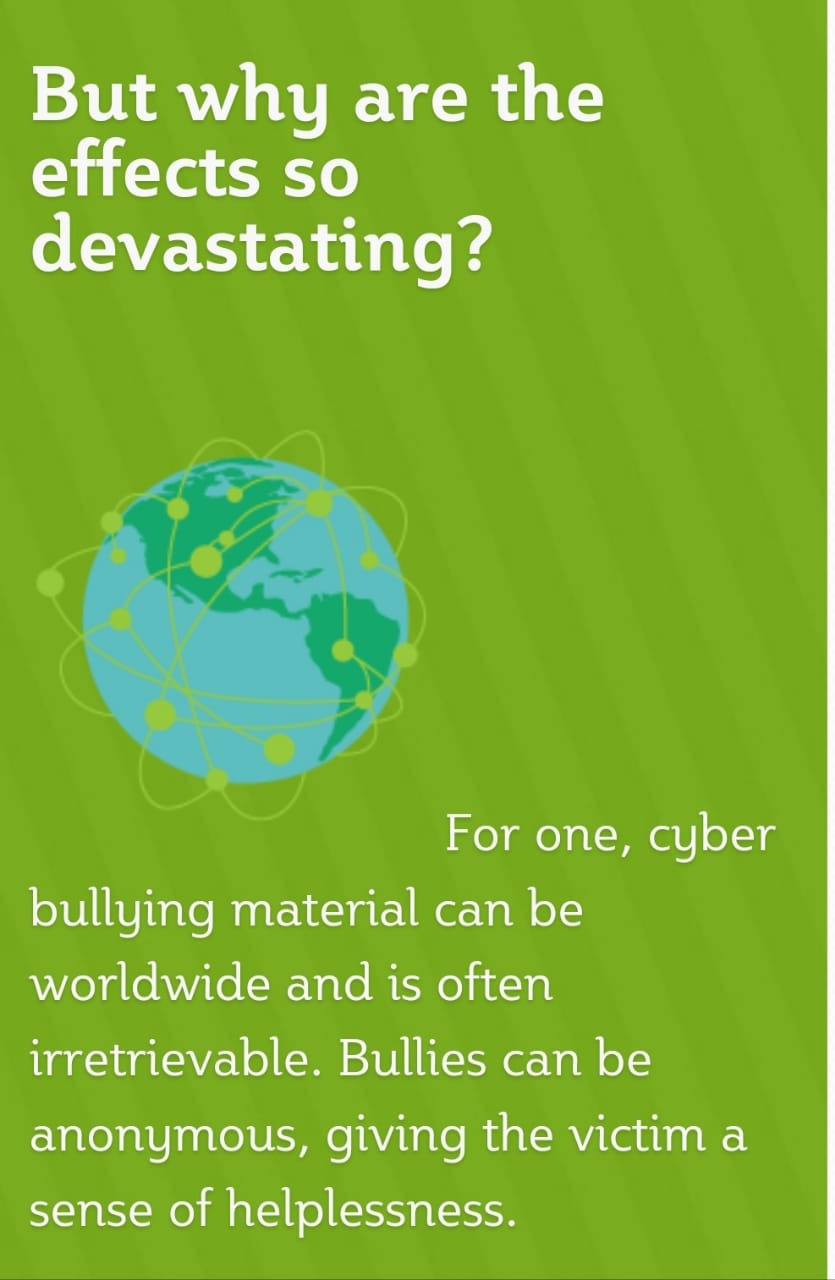 But why are the
effects so
devastating?
For one, cyber
bullying material can be
worldwide and is often
irretrievable. Bullies can be
anonymous, giving the victim a
sense of helplessness.